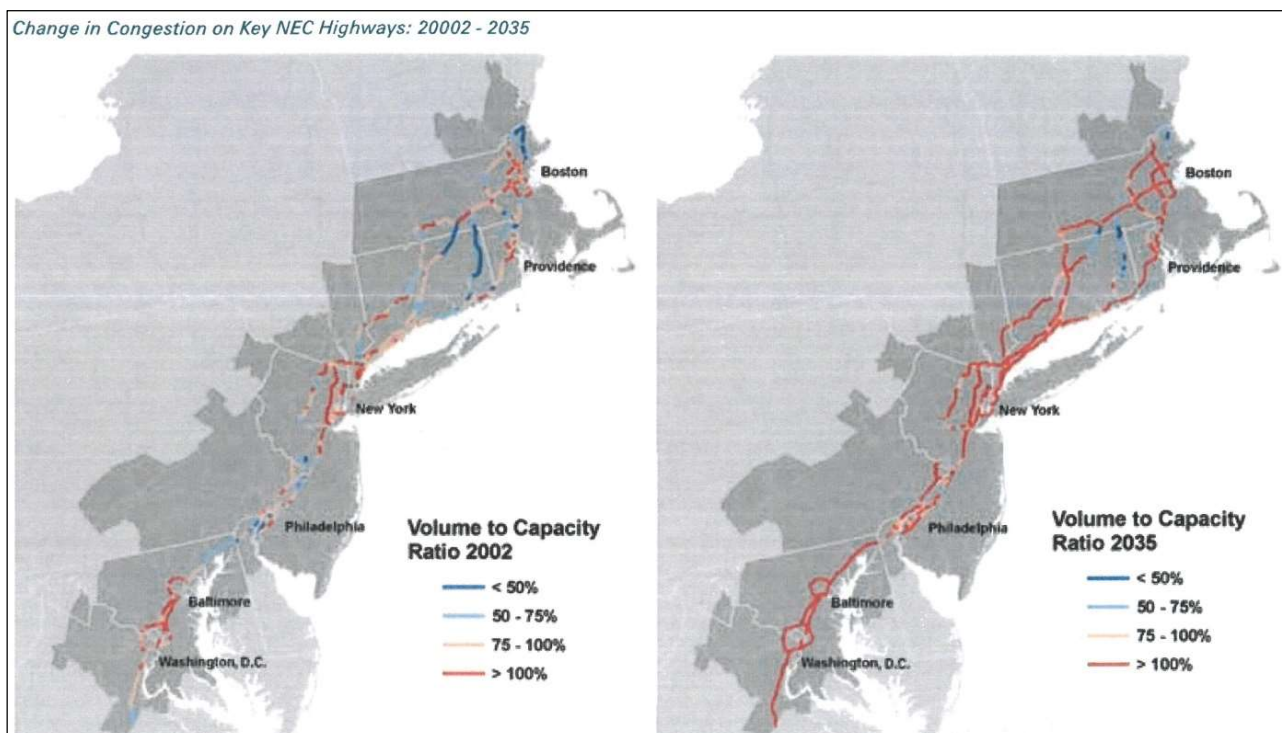 Change in Congestion on Key NEC Highways: 20002 - 2035
Boston
Providence
New York
Philadelphia
Baltimore
Washington, D.C.
Volume to Capacity
Ratio 2002
< 50%
50 - 75%
75 - 100%
> 100%
Boston
Providence
New York
Philadelphia
Baltimore
Washington, D.C.
Volume to Capacity
Ratio 2035
< 50%
50 - 75%
75 - 100%
> 100%